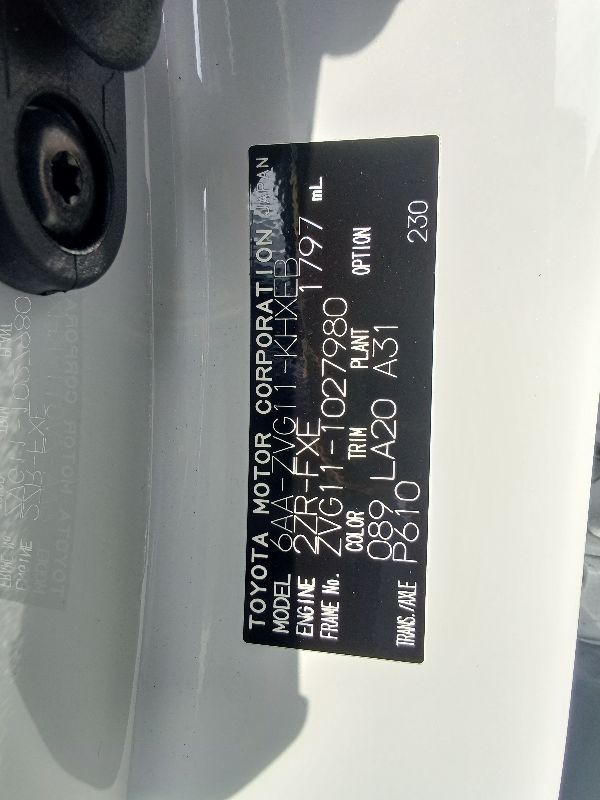 TOYOTA MOTOR CORPORATION JAPAN
MODEL 6AA-ZVG11-KHXEB
ENGINE 2ZR-FXE 1797 mL
FRAME No. ZVG11-1027980
COLOR TRIM PLANT OPTION
089 LA20 A31
TRANS./AXLE P610 230